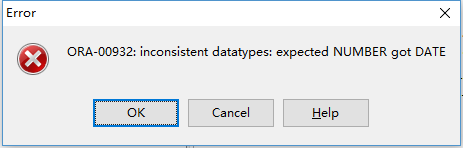 Error
ORA-00932: inconsistent datatypes: expected NUMBER got DATE
OK
Cancel
Help